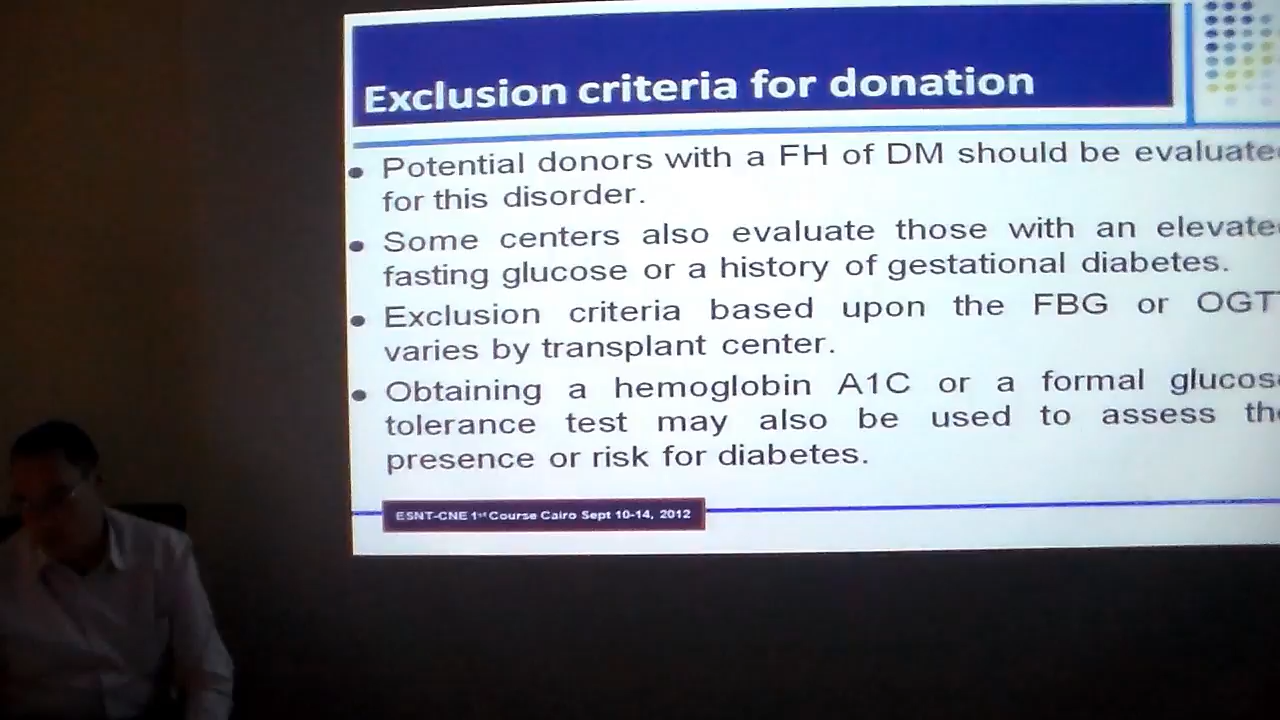 Exclusion criteria for donation
• Potential donors with a FH of DM should be evaluate
for this disorder.
• Some centers also evaluate those with an elevate
fasting glucose or a history of gestational diabetes.
• Exclusion criteria based upon the FBG or OGT
varies by transplant center.
• Obtaining a hemoglobin A1C or a formal glucos
tolerance test may also be used to assess th
presence or risk for diabetes.
ESNT-CNE 1st Course Cairo Sept 10-14, 2012